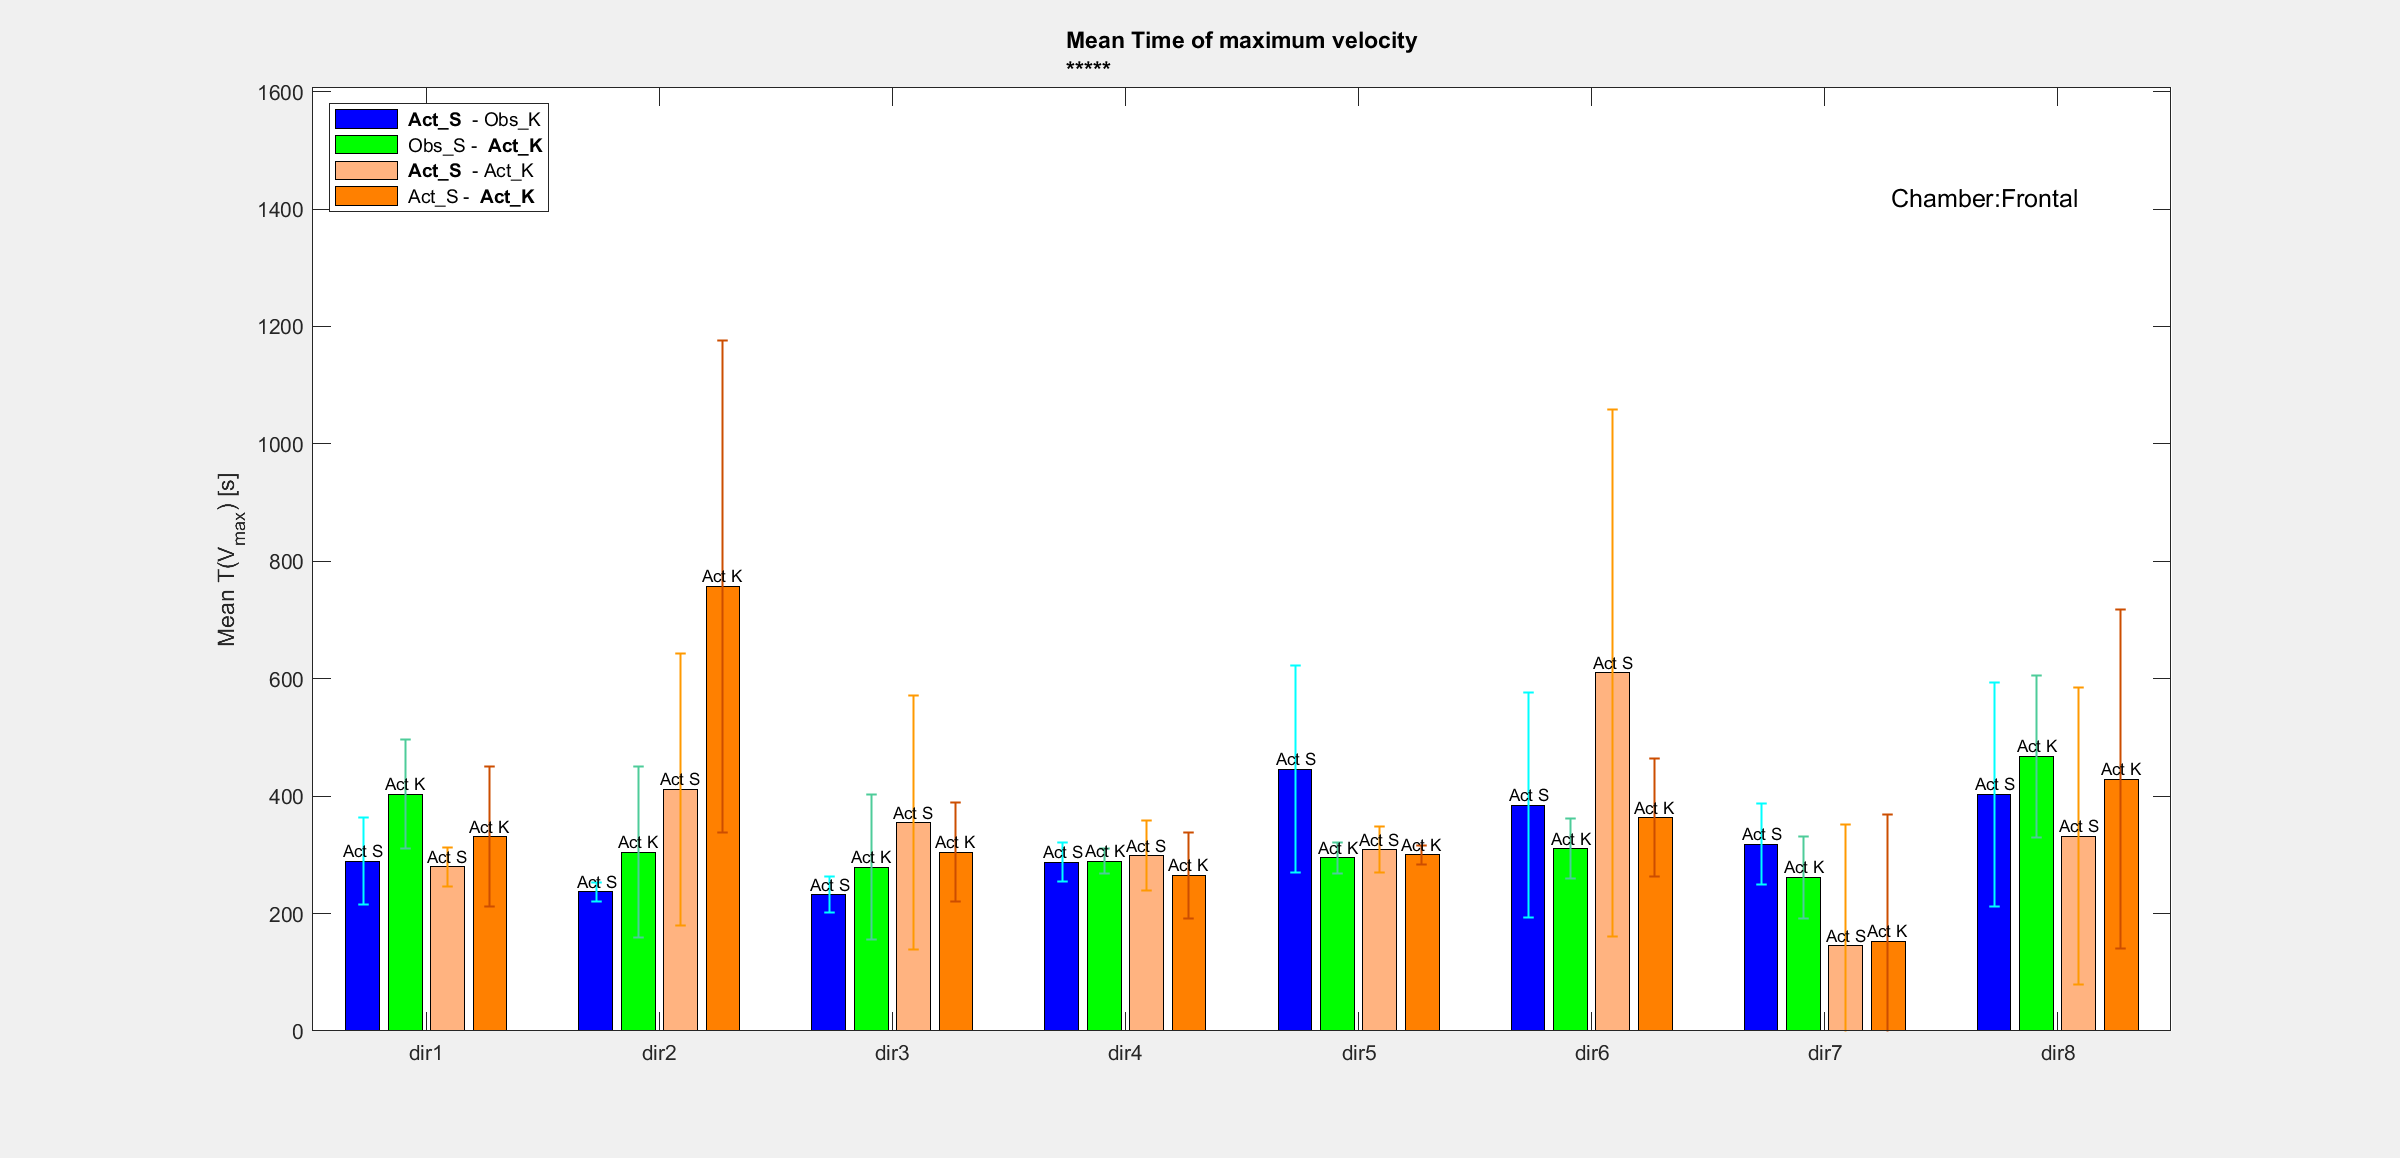 Mean Time of maximum velocity
*****
Act_S - Obs_K
Obs_S - Act_K
Act_S - Act_K
Act_S - Act_K
Chamber:Frontal
Mean T(Vmax) [s]
1600
1400
1200
1000
800
600
400
200
0
Act S Act K Act S Act K
Act S Act K Act S Act K
Act S Act K Act S Act K
Act S Act K Act S Act K
Act S Act K Act S Act K
Act S Act K Act S Act K
Act S Act K Act S Act K
Act S Act K Act S Act K
dir1 dir2 dir3 dir4 dir5 dir6 dir7 dir8